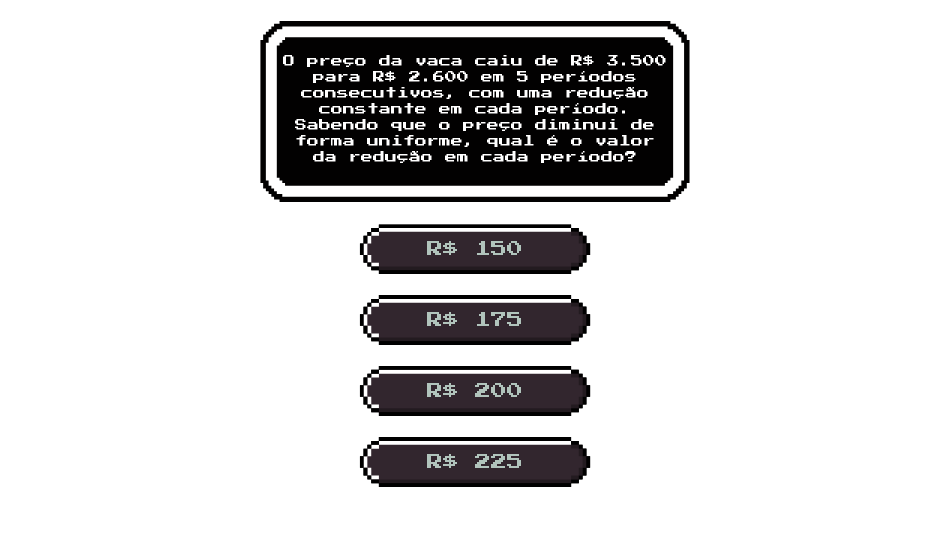 O preço da vaca caiu de R$ 3.500
para R$ 2.600 em 5 períodos
consecutivos, com uma redução
constante em cada período.
Sabendo que o preço diminui de
forma uniforme, qual é o valor
da redução em cada período?
R$ 150
R$ 175
R$ 200
R$ 225